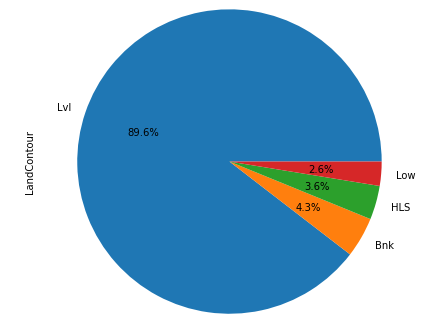 Lvl
89.6%
LandContour
2.6%
Low
3.6%
HLS
4.3%
Bnk